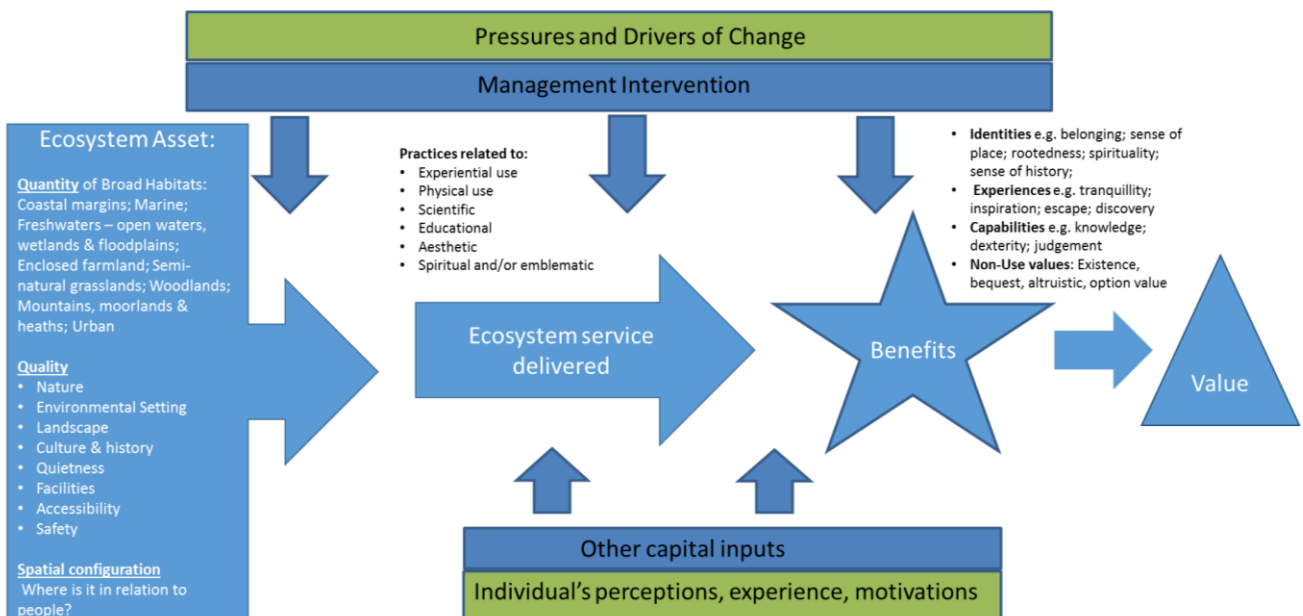 Pressures and Drivers of Change
Management Intervention
Ecosystem Asset:
Quantity of Broad Habitats:
Coastal margins; Marine;
Freshwaters – open waters,
wetlands & floodplains;
Enclosed farmland; Semi-
natural grasslands; Woodlands;
Mountains, moorlands &
heaths; Urban
Quality
• Nature
• Environmental Setting
• Landscape
• Culture & history
• Quietness
• Facilities
• Accessibility
• Safety
Spatial configuration
Where is it in relation to
people?
Practices related to:
• Experiential use
• Physical use
• Scientific
• Educational
• Aesthetic
• Spiritual and/or emblematic
Ecosystem service
delivered
• Identities e.g. belonging; sense of
place; rootedness; spirituality;
sense of history;
• Experiences e.g. tranquillity;
inspiration; escape; discovery
• Capabilities e.g. knowledge;
dexterity; judgement
• Non-Use values: Existence,
bequest, altruistic, option value
Benefits
Value
Other capital inputs
Individual's perceptions, experience, motivations